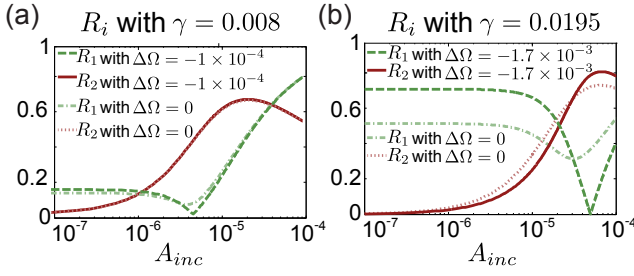 (a) R_i with γ = 0.008
1
0.6
0.2
0
R_1 with ΔΩ = −1 × 10^{-4}
R_2 with ΔΩ = −1 × 10^{-4}
R_1 with ΔΩ = 0
R_2 with ΔΩ = 0
10^{-7} 10^{-6} 10^{-5} 10^{-4}
A_{inc}
(b) R_i with γ = 0.0195
1
0.6
0.2
0
R_1 with ΔΩ = −1.7 × 10^{-3}
R_2 with ΔΩ = −1.7 × 10^{-3}
R_1 with ΔΩ = 0
R_2 with ΔΩ = 0
10^{-7} 10^{-6} 10^{-5} 10^{-4}
A_{inc}